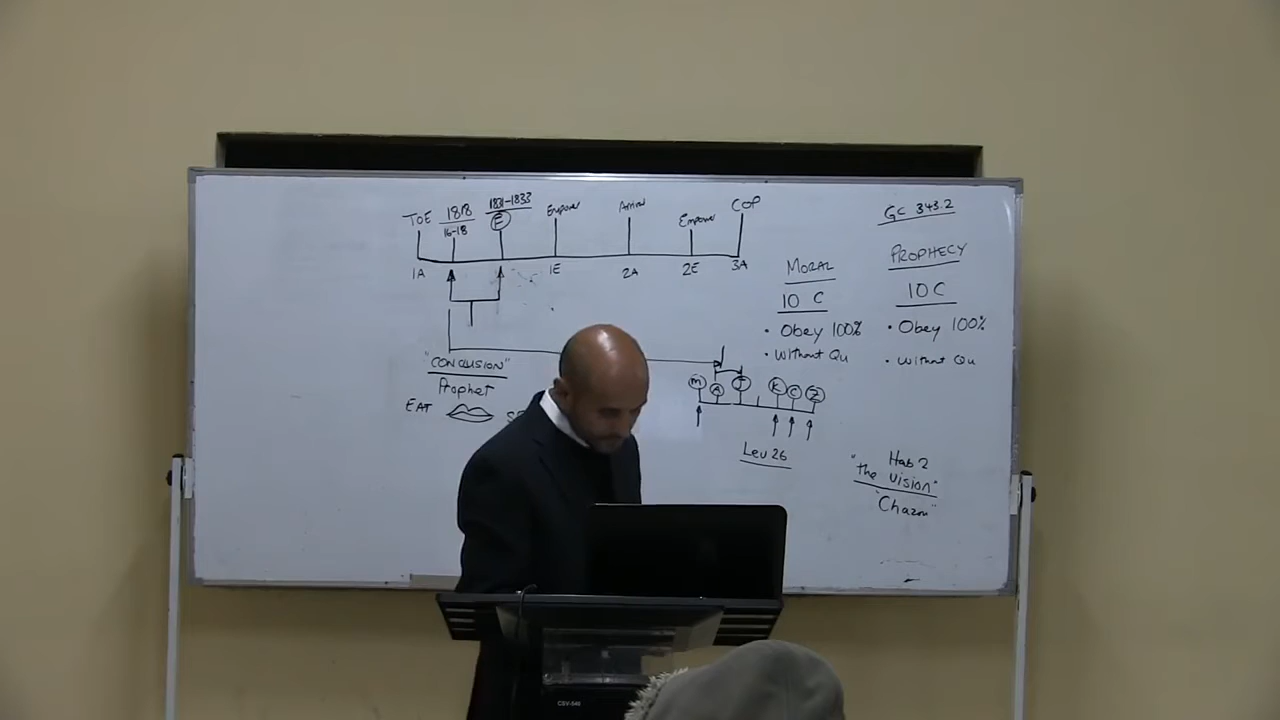 TOE 1818 1831-1833 Empower Arrival Empower COP
16-18 F
1A 1E 2A 2E 3A
GC 343.2
MORAL
10 C
• Obey 100%
• Without Qu
PROPHECY
10 C
• Obey 100%
• Without Qu
"CONCLUSION"
Prophet
EAT
M A J K C Z
Lev 26
Hab 2
"the vision"
"Chazon"
CSV-546